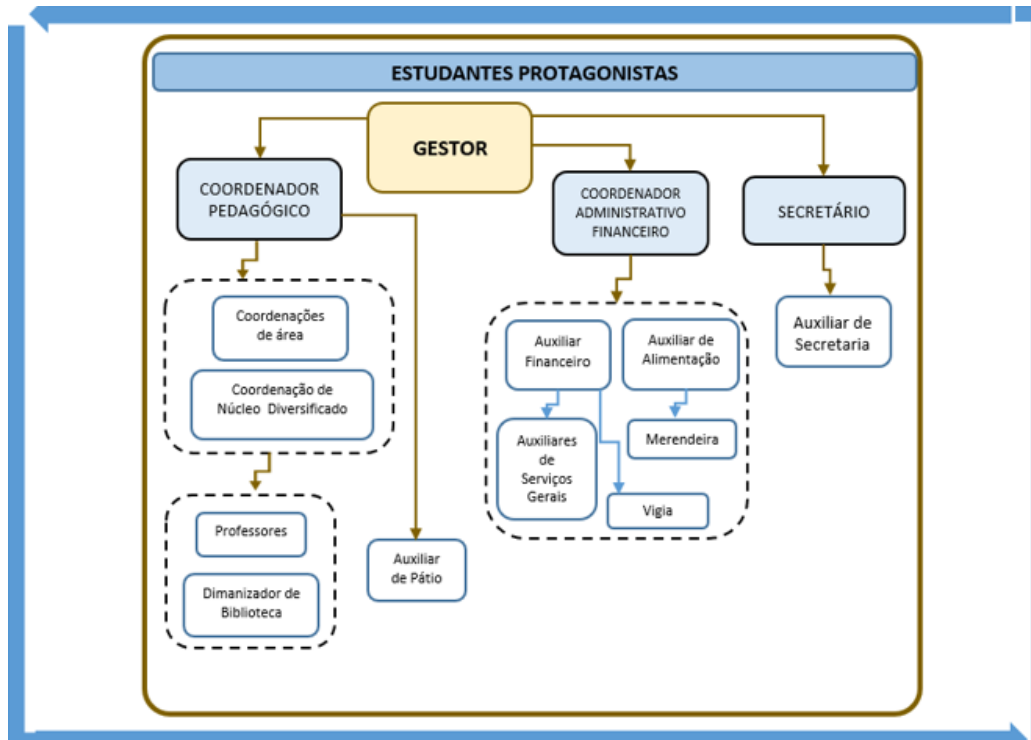 ESTUDANTES PROTAGONISTAS
GESTOR
COORDENADOR
PEDAGÓGICO
COORDENADOR
ADMINISTRATIVO
FINANCEIRO
SECRETÁRIO
Coordenações
de área
Coordenação de
Núcleo Diversificado
Auxiliar
Financeiro
Auxiliar de
Alimentação
Auxiliar de
Secretaria
Auxiliares
de
Serviços
Gerais
Merendeira
Vigia
Professores
Dimanizador de
Biblioteca
Auxiliar
de Pátio